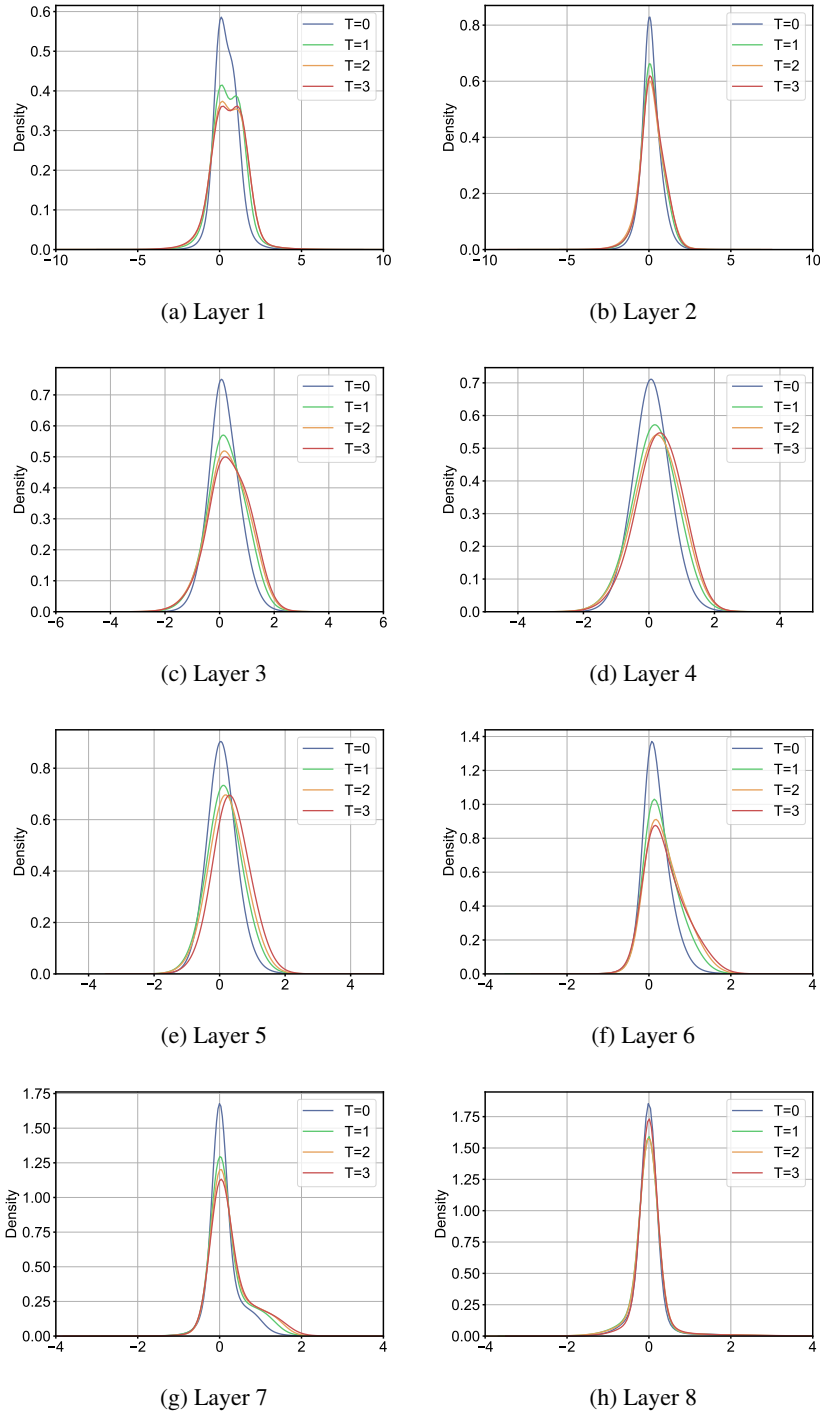 0.6
0.5
0.4
0.3
0.2
0.1
0.0
Density
−10 −5 0 5 10
T=0
T=1
T=2
T=3
(a) Layer 1
0.8
0.6
0.4
0.2
0.0
Density
−10 −5 0 5 10
T=0
T=1
T=2
T=3
(b) Layer 2
0.7
0.6
0.5
0.4
0.3
0.2
0.1
0.0
Density
−6 −4 −2 0 2 4 6
T=0
T=1
T=2
T=3
(c) Layer 3
0.7
0.6
0.5
0.4
0.3
0.2
0.1
0.0
Density
−4 −2 0 2 4
T=0
T=1
T=2
T=3
(d) Layer 4
0.8
0.6
0.4
0.2
0.0
Density
−4 −2 0 2 4
T=0
T=1
T=2
T=3
(e) Layer 5
1.4
1.2
1.0
0.8
0.6
0.4
0.2
0.0
Density
−4 −2 0 2 4
T=0
T=1
T=2
T=3
(f) Layer 6
1.75
1.50
1.25
1.00
0.75
0.50
0.25
0.00
Density
−4 −2 0 2 4
T=0
T=1
T=2
T=3
(g) Layer 7
1.75
1.50
1.25
1.00
0.75
0.50
0.25
0.00
Density
−4 −2 0 2 4
T=0
T=1
T=2
T=3
(h) Layer 8